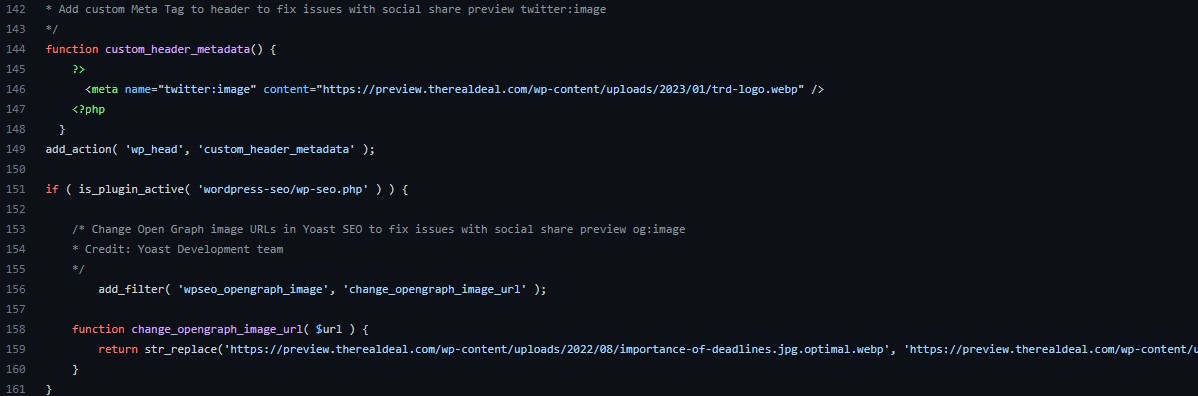 142 * Add custom Meta Tag to header to fix issues with social share preview twitter:image
143 */
144 function custom_header_metadata() {
145 ?>
146 <meta name="twitter:image" content="https://preview.therealdeal.com/wp-content/uploads/2023/01/trd-logo.webp" />
147 <?php
148 }
149 add_action( 'wp_head', 'custom_header_metadata' );
150
151 if ( is_plugin_active( 'wordpress-seo/wp-seo.php' ) ) {
152
153 /* Change Open Graph image URLs in Yoast SEO to fix issues with social share preview og:image
154 * Credit: Yoast Development team
155 */
156 add_filter( 'wpseo_opengraph_image', 'change_opengraph_image_url' );
157
158 function change_opengraph_image_url( $url ) {
159 return str_replace('https://preview.therealdeal.com/wp-content/uploads/2022/08/importance-of-deadlines.jpg.optimal.webp', 'https://preview.therealdeal.com/wp-content/u
160 }
161 }